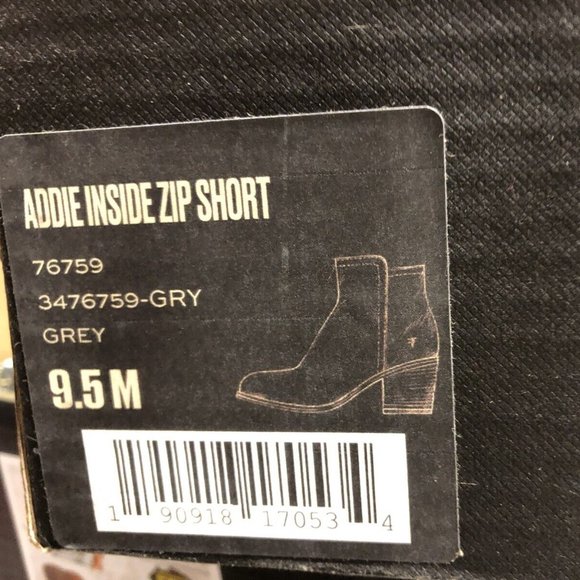 ADDIE INSIDE ZIP SHORT
76759
3476759-GRY
GREY
9.5 M
1 90918 17053 4